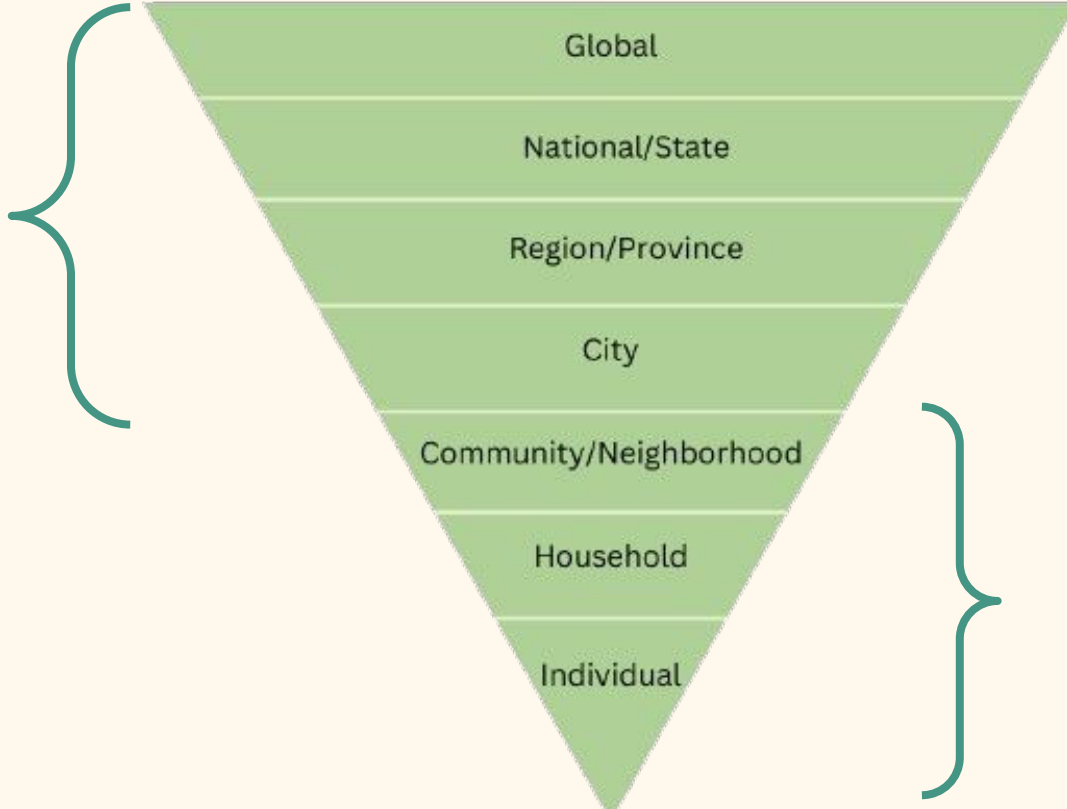 Global
National/State
Region/Province
City
Community/Neighborhood
Household
Individual